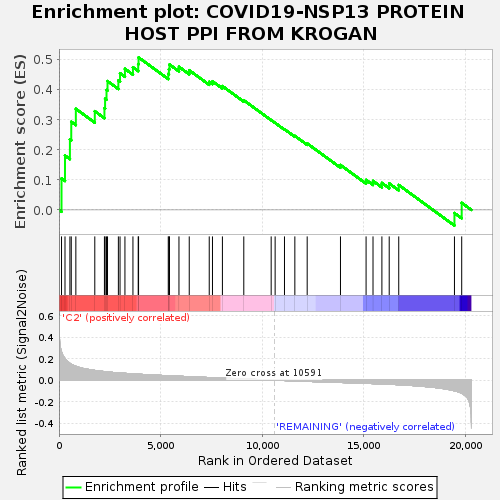 Enrichment plot: COVID19-NSP13 PROTEIN
HOST PPI FROM KROGAN
Enrichment score (ES)
0.5
0.4
0.3
0.2
0.1
0.0
'C2' (positively correlated)
Ranked list metric (Signal2Noise)
0.6
0.4
0.2
0.0
-0.2
-0.4
Zero cross at 10591
'REMAINING' (negatively correlated)
0
5,000
10,000
15,000
20,000
Rank in Ordered Dataset
Enrichment profile
Hits
Ranking metric scores